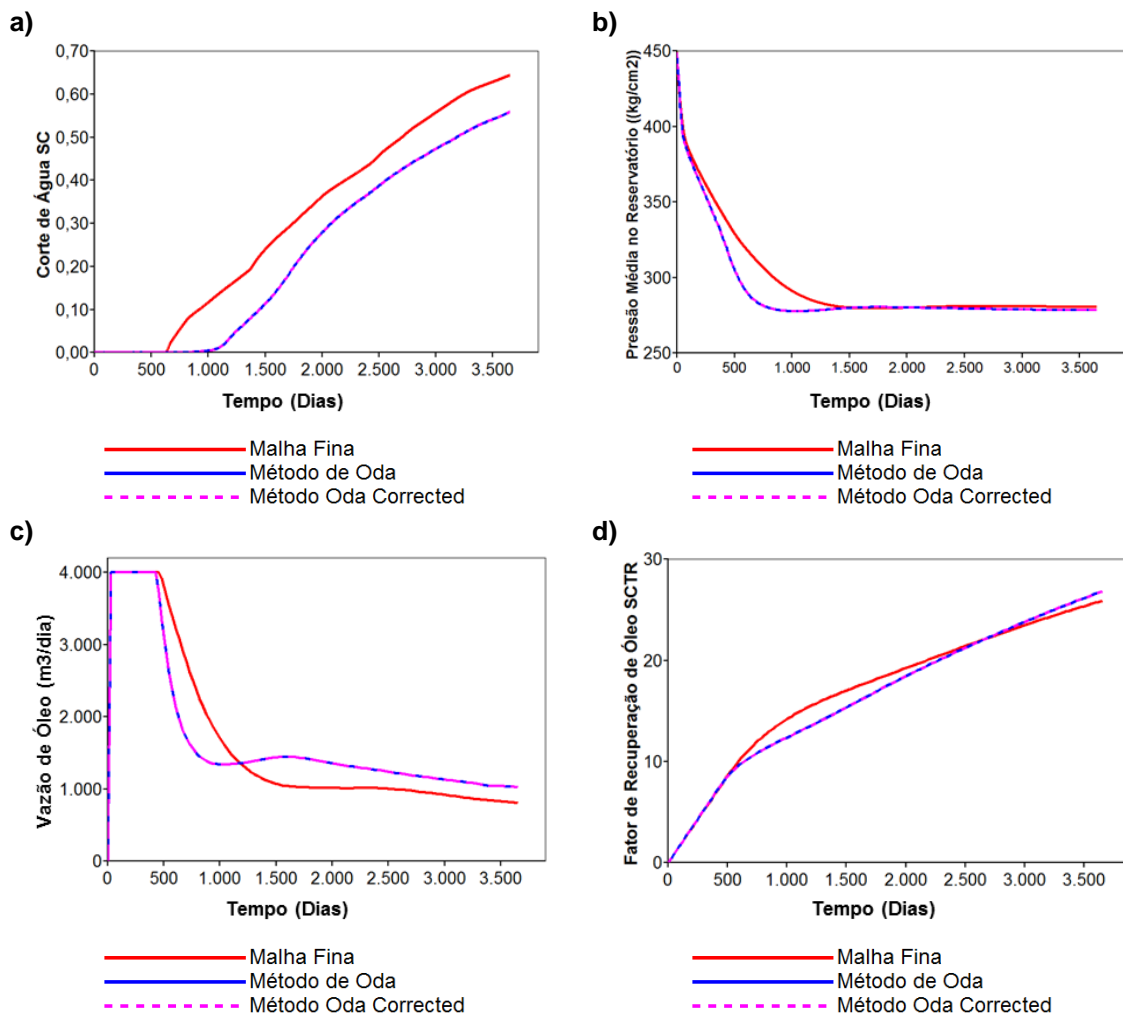 a)
0,70
0,60
0,50
0,40
0,30
0,20
0,10
0,00
Corte de Água SC
0 500 1.000 1.500 2.000 2.500 3.000 3.500
Tempo (Dias)
Malha Fina
Método de Oda
Método Oda Corrected
b)
450
400
350
300
250
Pressão Média no Reservatório ((kg/cm2))
0 500 1.000 1.500 2.000 2.500 3.000 3.500
Tempo (Dias)
Malha Fina
Método de Oda
Método Oda Corrected
c)
4.000
3.000
2.000
1.000
0
Vazão de Óleo (m3/dia)
0 500 1.000 1.500 2.000 2.500 3.000 3.500
Tempo (Dias)
Malha Fina
Método de Oda
Método Oda Corrected
d)
30
20
10
0
Fator de Recuperação de Óleo SCTR
0 500 1.000 1.500 2.000 2.500 3.000 3.500
Tempo (Dias)
Malha Fina
Método de Oda
Método Oda Corrected